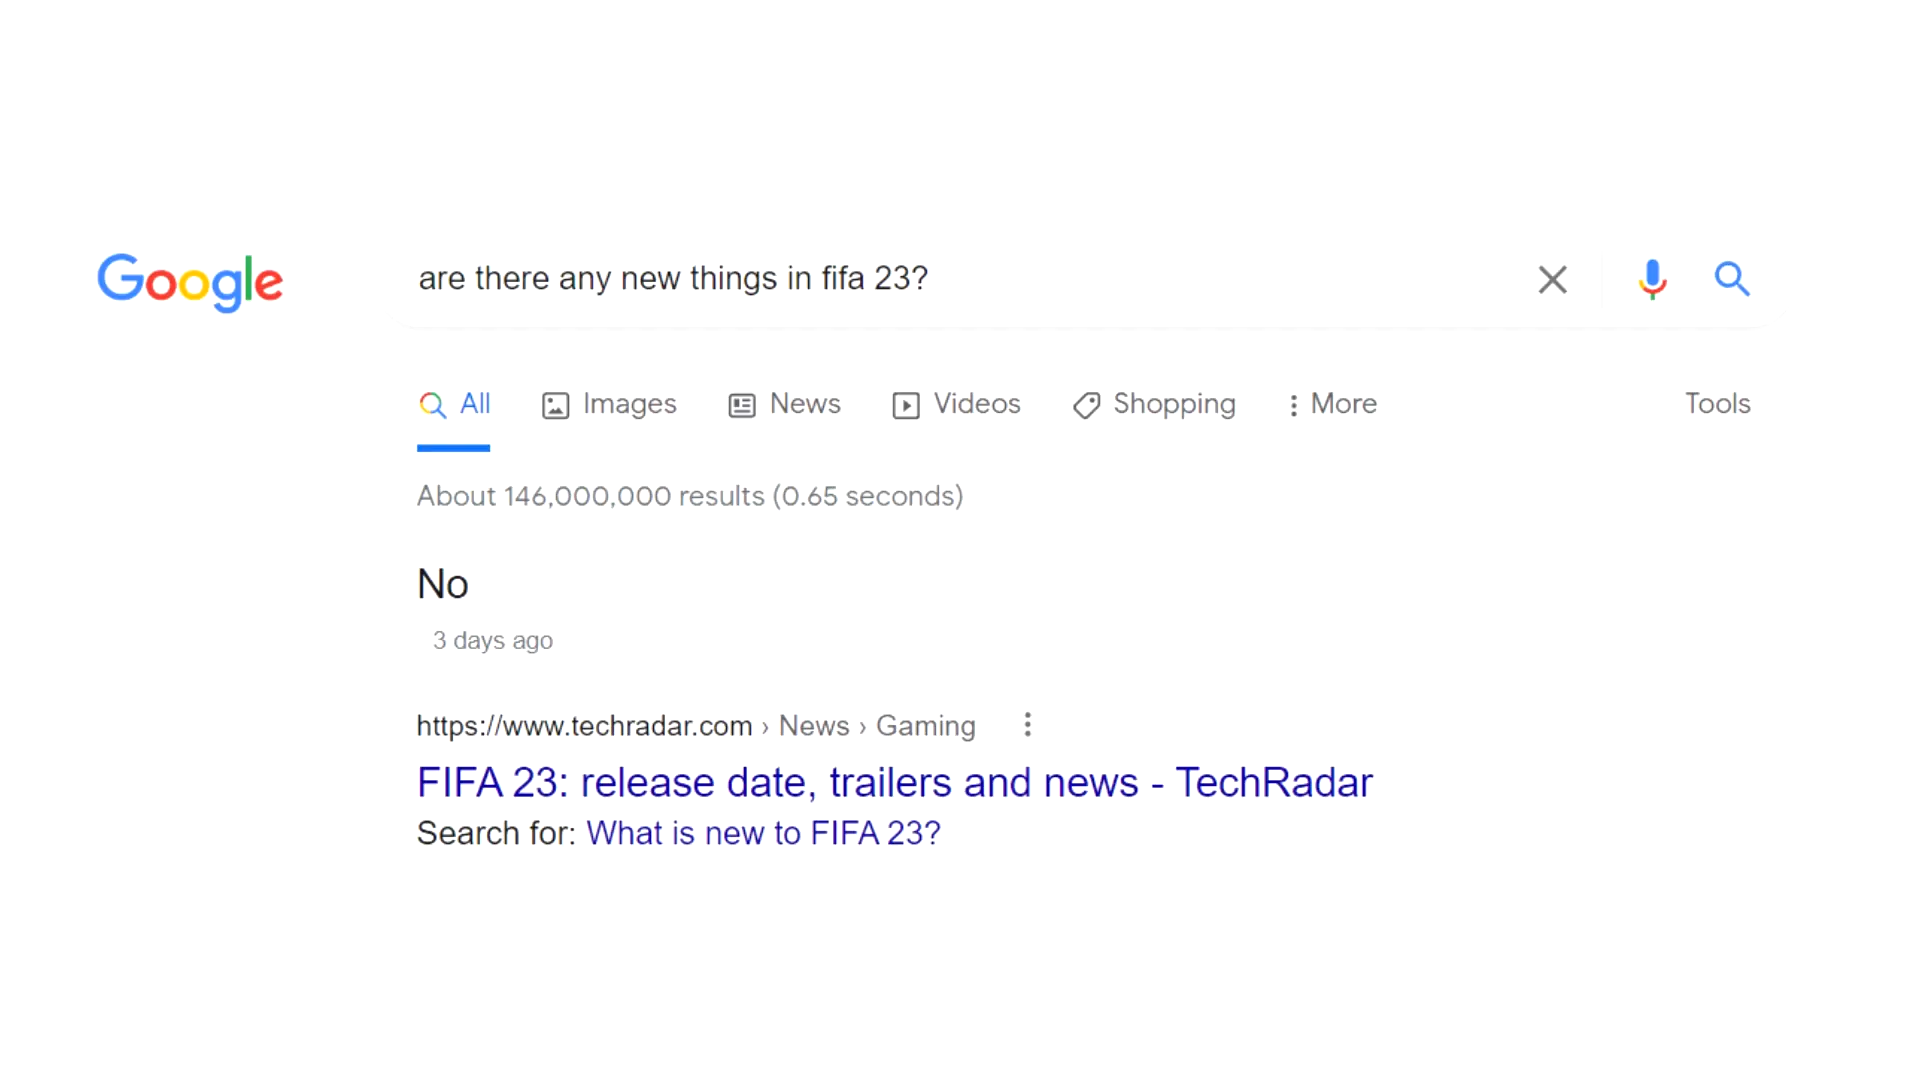 Google are there any new things in fifa 23?
All Images News Videos Shopping More Tools
About 146,000,000 results (0.65 seconds)
No
3 days ago
https://www.techradar.com › News › Gaming
FIFA 23: release date, trailers and news - TechRadar
Search for: What is new to FIFA 23?